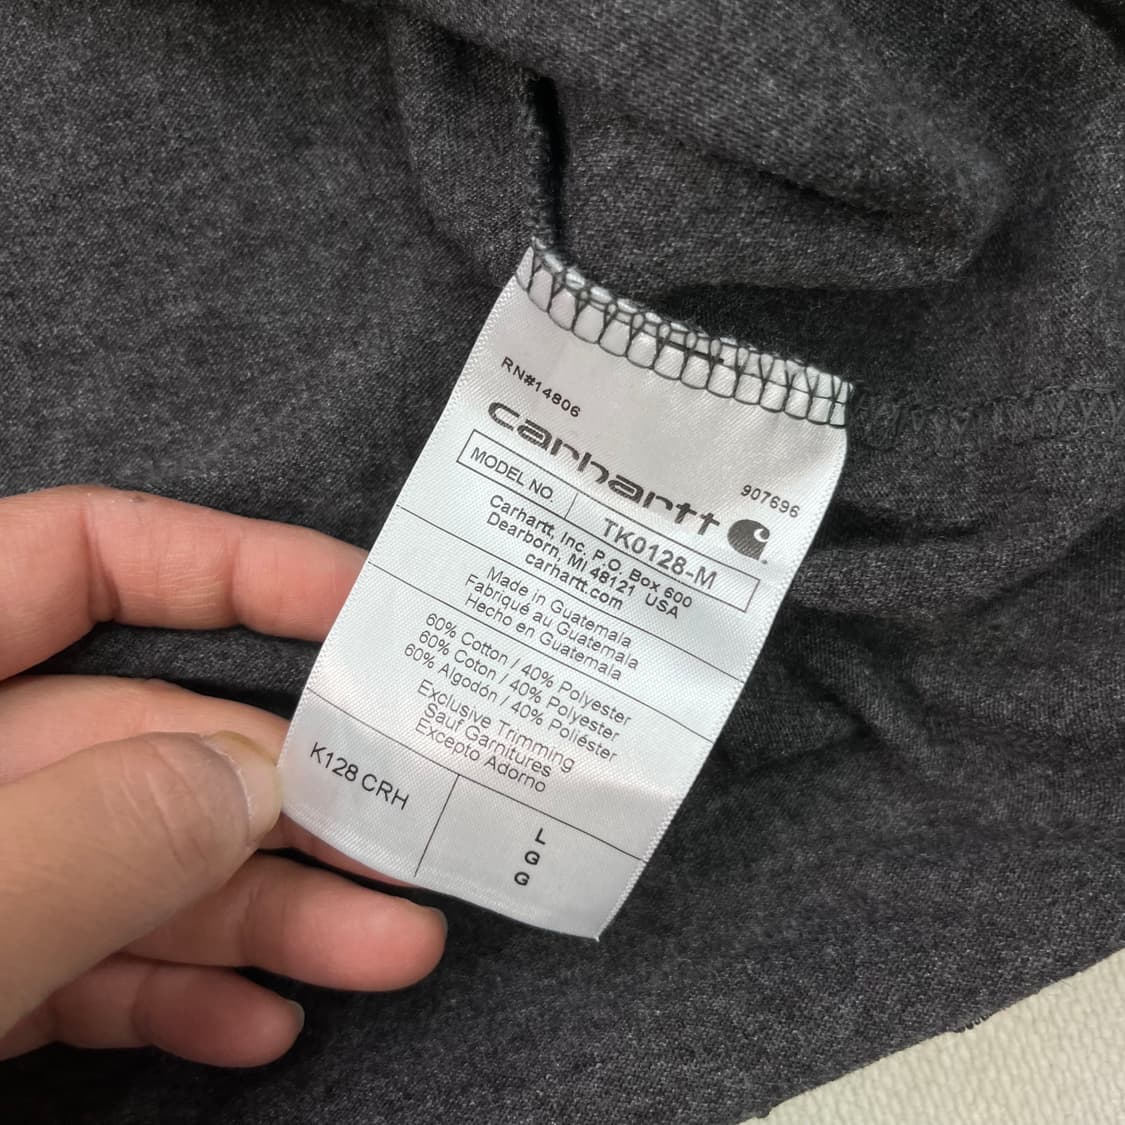 RN#14806
carhartt
907696
MODEL NO. TK0128-M
Carhartt, Inc. P.O. Box 600
Dearborn, MI 48121 USA
carhartt.com
Made in Guatemala
Fabriqué au Guatemala
Hecho en Guatemala
60% Cotton / 40% Polyester
60% Coton / 40% Polyester
60% Algodón / 40% Poliéster
Exclusive Trimming
Sauf Garnitures
Excepto Adorno
K128 CRH
L
G
G